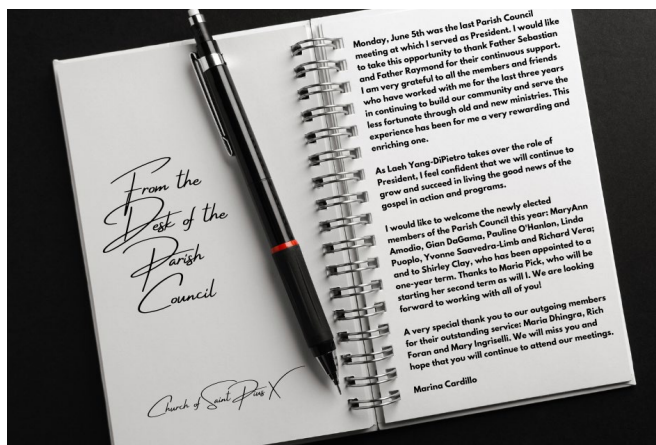 From the
Desk of the
Parish
Council
Church of Saint Pius X
Monday, June 5th was the last Parish Council
meeting at which I served as President. I would like
to take this opportunity to thank Father Sebastian
and Father Raymond for their continuous support.
I am very grateful to all the members and friends
who have worked with me for the last three years
in continuing to build our community and serve the
less fortunate through old and new ministries. This
experience has been for me a very rewarding and
enriching one.
As Laeh Yang-DiPietro takes over the role of
President, I feel confident that we will continue to
grow and succeed in living the good news of the
gospel in action and programs.
I would like to welcome the newly elected
members of the Parish Council this year: MaryAnn
Amodio, Gian DaGama, Pauline O'Hanlon, Linda
Puoplo, Yvonne Saavedra-Limb and Richard Vera;
and to Shirley Clay, who has been appointed to a
one-year term. Thanks to Maria Pick, who will be
starting her second term as will I. We are looking
forward to working with all of you!
A very special thank you to our outgoing members
for their outstanding service: Maria Dhingra, Rich
Foran and Mary Ingriselli. We will miss you and
hope that you will continue to attend our meetings.
Marina Cardillo